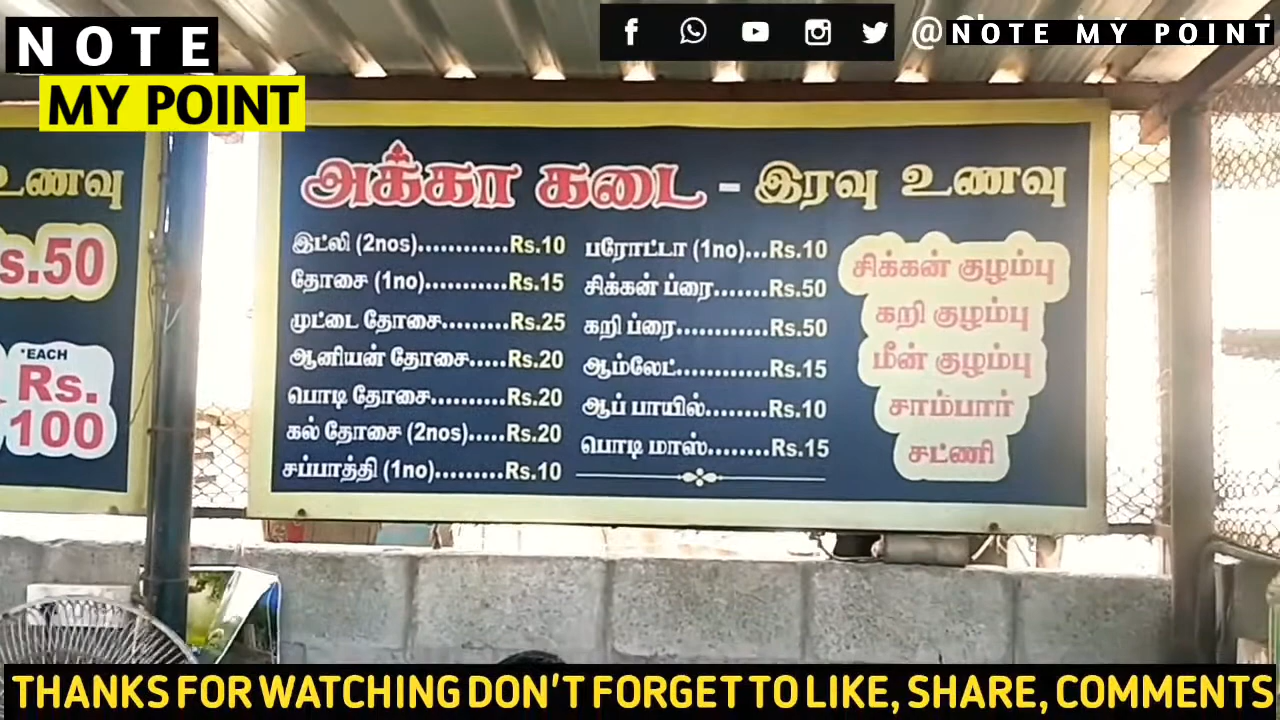 NOTE
MY POINT
@NOTE MY POINT
உணவு
s.50
*EACH
Rs.
100
அக்கா கடை - இரவு உணவு
இட்லி (2nos)............Rs.10
தோசை (1no)............Rs.15
முட்டை தோசை..........Rs.25
ஆனியன் தோசை.....Rs.20
பொடி தோசை............Rs.20
கல் தோசை (2nos).....Rs.20
சப்பாத்தி (1no)..........Rs.10
பரோட்டா (1no)...Rs.10
சிக்கன் ப்ரை.......Rs.50
கறி ப்ரை............Rs.50
ஆம்லேட்............Rs.15
ஆப் பாயில்........Rs.10
பொடி மாஸ்........Rs.15
சிக்கன் குழம்பு
கறி குழம்பு
மீன் குழம்பு
சாம்பார்
சட்ணி
THANKS FOR WATCHING DON'T FORGET TO LIKE, SHARE, COMMENTS